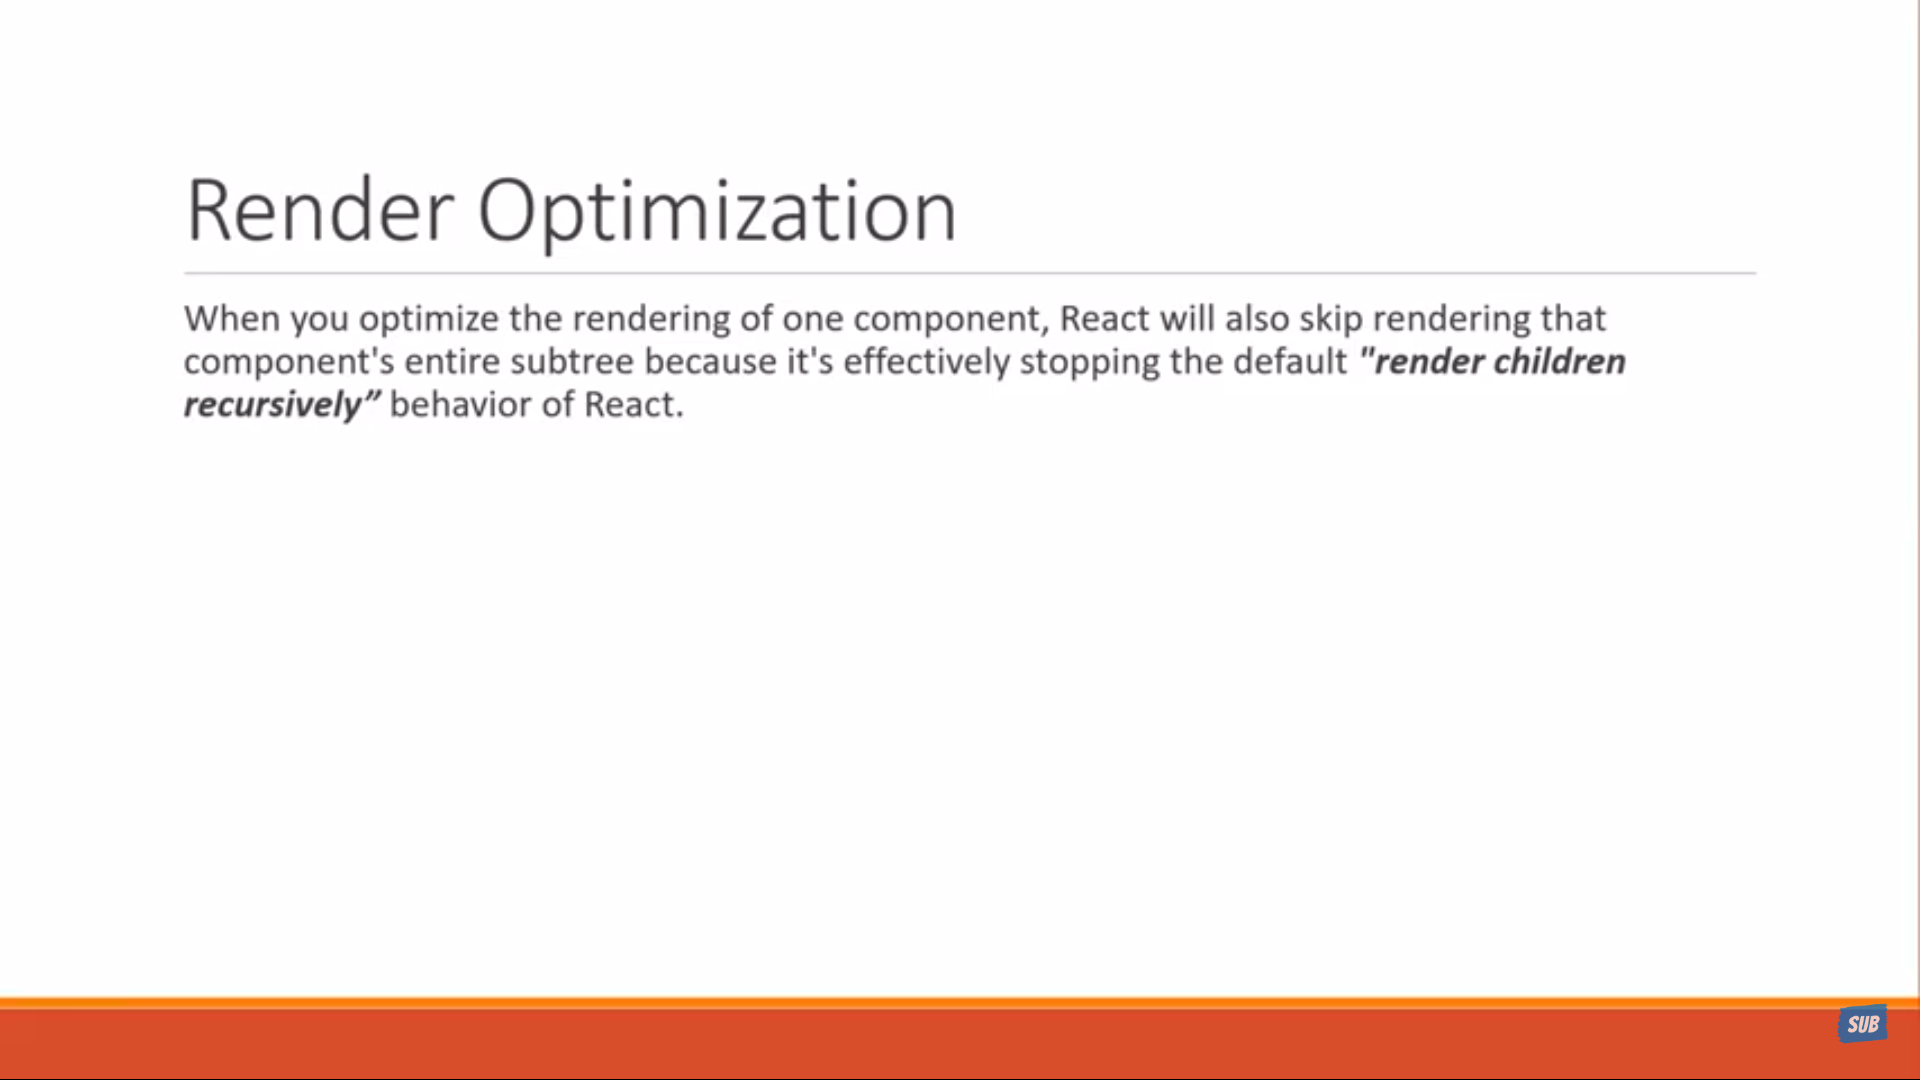 Render Optimization
When you optimize the rendering of one component, React will also skip rendering that
component's entire subtree because it's effectively stopping the default "render children
recursively” behavior of React.
SUB